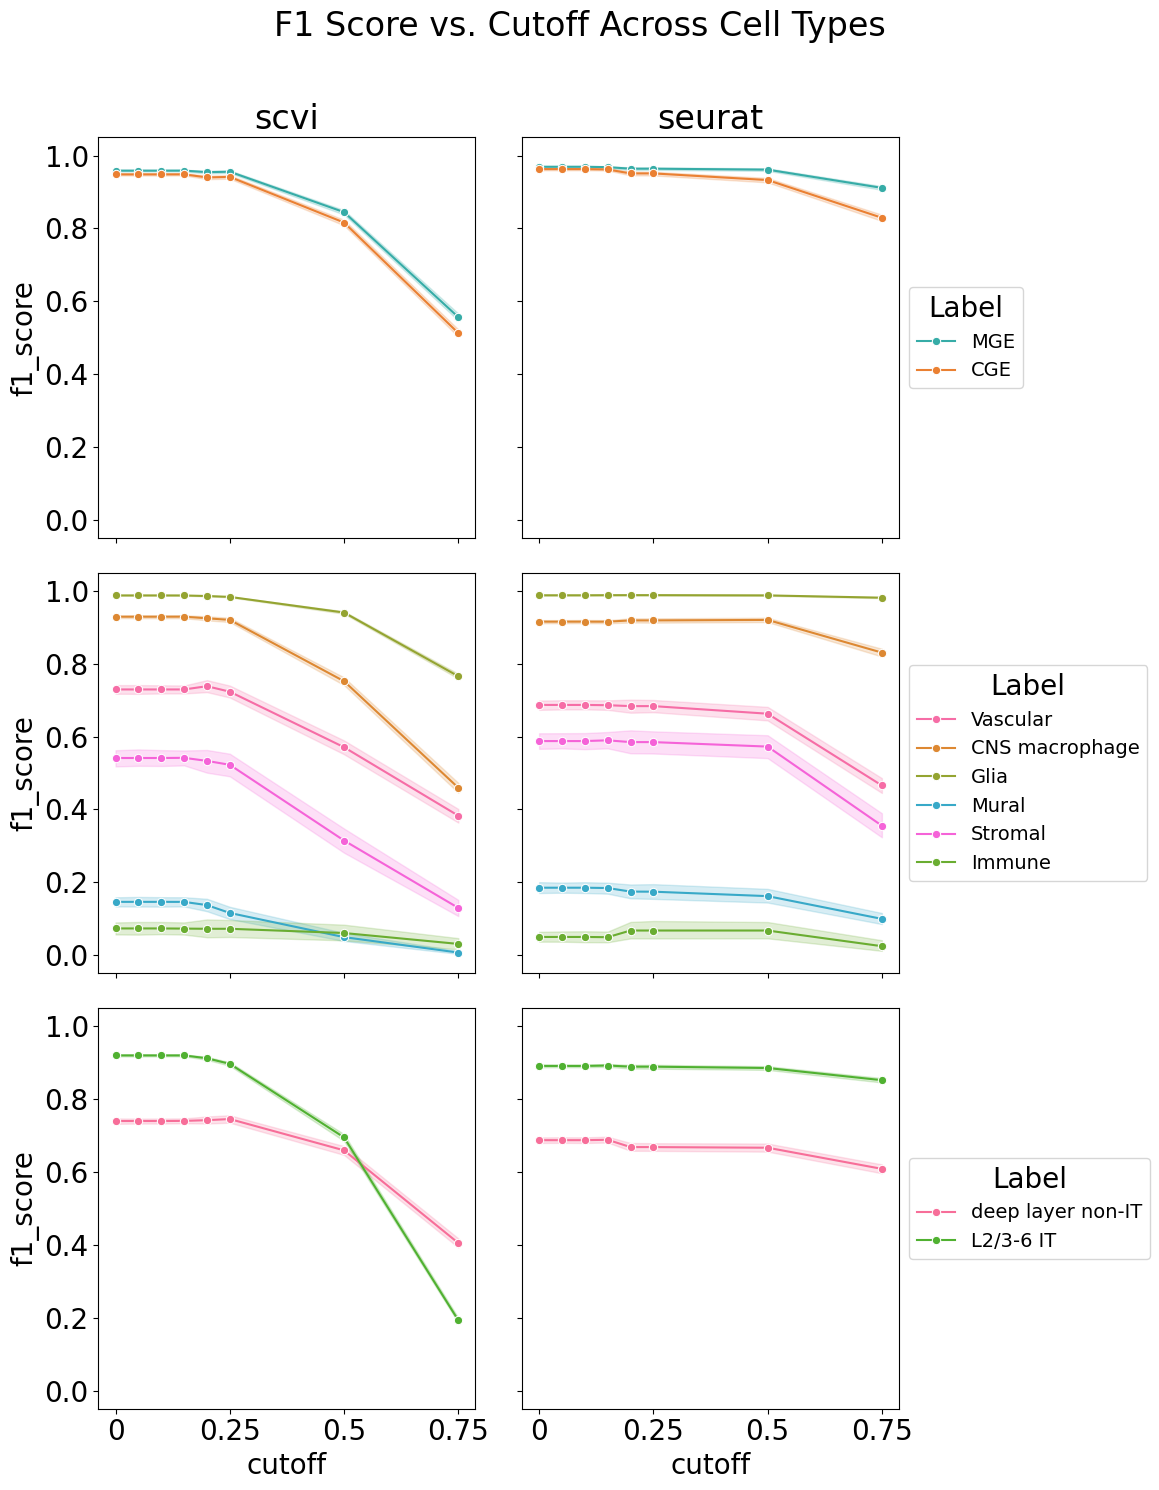 F1 Score vs. Cutoff Across Cell Types
scvi
seurat
1.0
0.8
0.6
0.4
0.2
0.0
f1_score
Label
MGE
CGE
1.0
0.8
0.6
0.4
0.2
0.0
f1_score
Label
Vascular
CNS macrophage
Glia
Mural
Stromal
Immune
1.0
0.8
0.6
0.4
0.2
0.0
f1_score
Label
deep layer non-IT
L2/3-6 IT
0 0.25 0.5 0.75
cutoff
0 0.25 0.5 0.75
cutoff